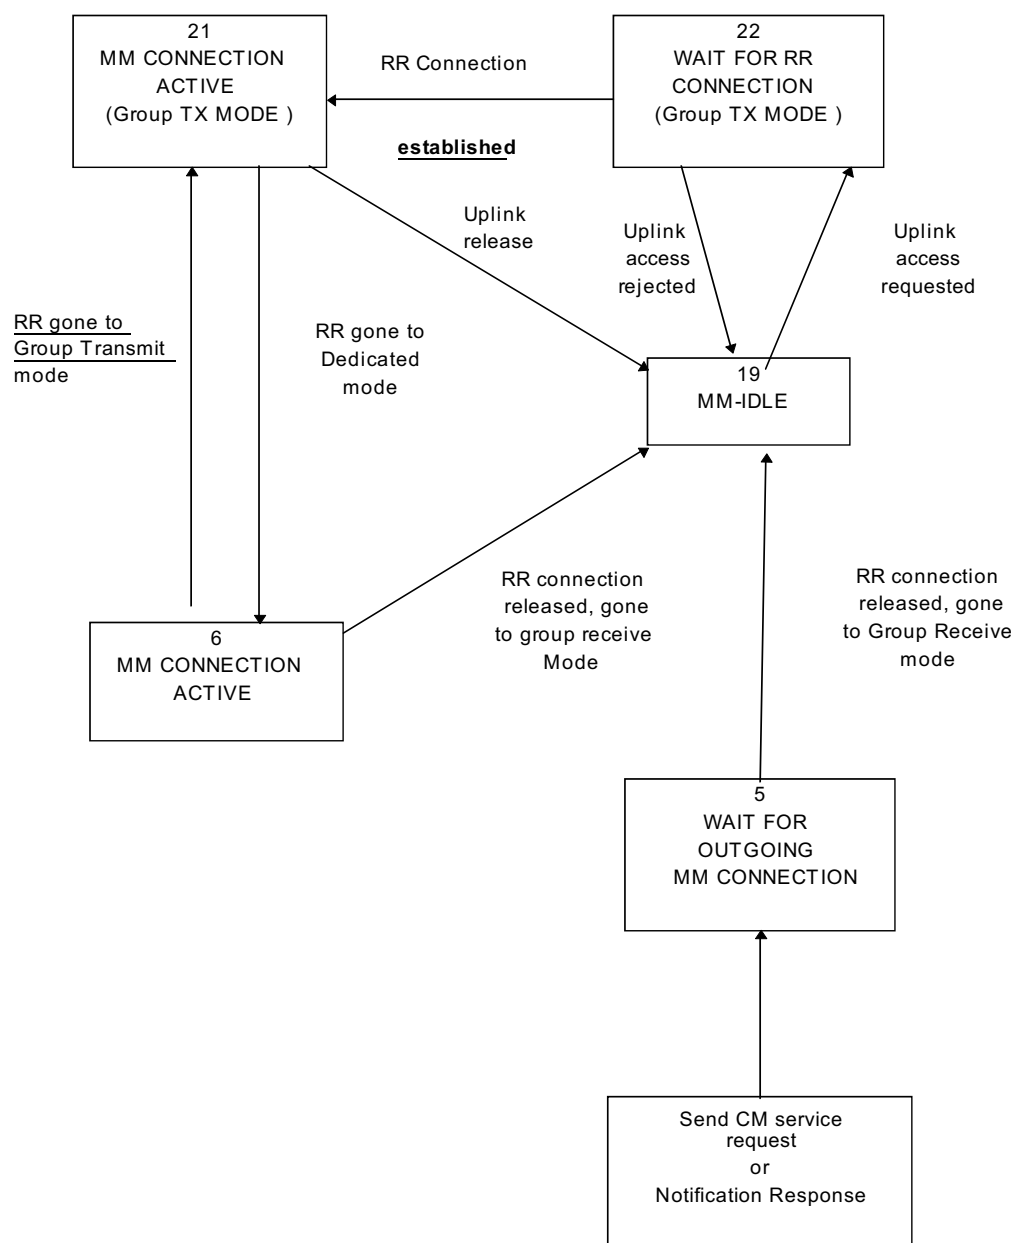 21
MM CONNECTION
ACTIVE
(Group TX MODE )
22
WAIT FOR RR
CONNECTION
(Group TX MODE )
RR Connection
established
Uplink
release
Uplink
access
rejected
Uplink
access
requested
RR gone to
Group Transmit
mode
RR gone to
Dedicated
mode
19
MM-IDLE
RR connection
released, gone
to group receive
Mode
RR connection
released, gone
to Group Receive
mode
6
MM CONNECTION
ACTIVE
5
WAIT FOR
OUTGOING
MM CONNECTION
Send CM service
request
or
Notification Response